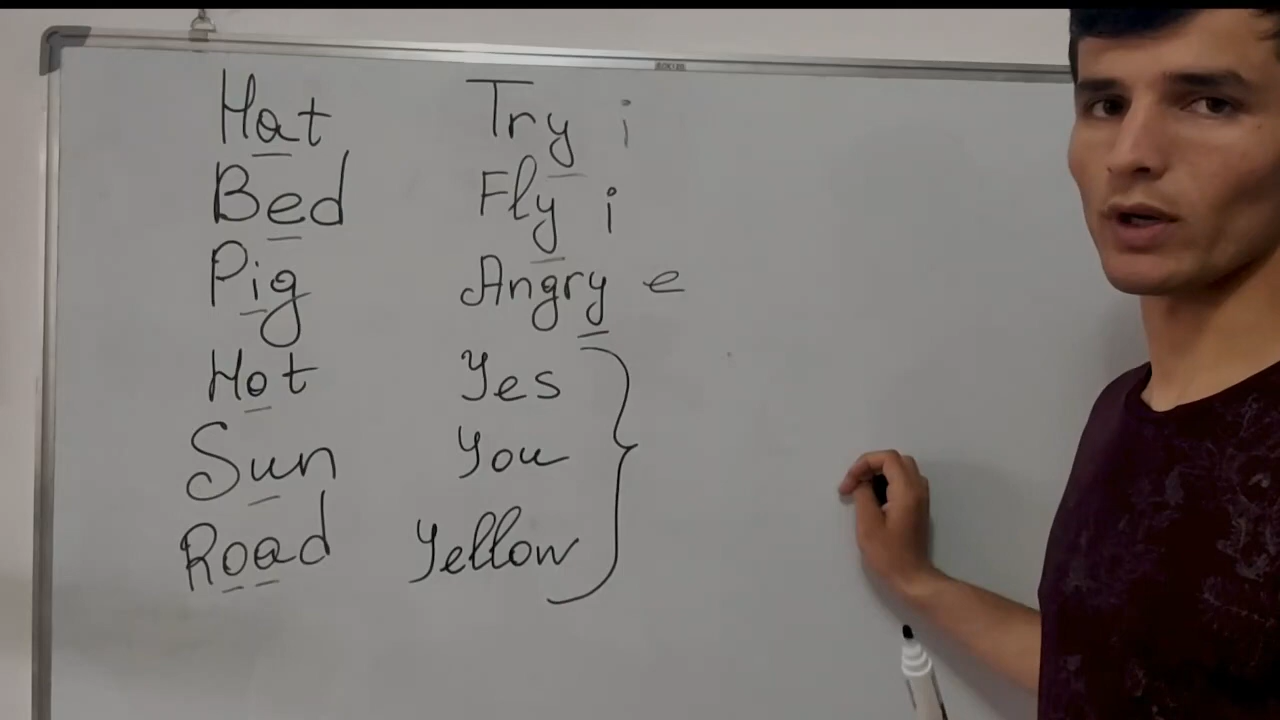 Hat Try i
Bed Fly i
Pig Angry e
Hot Yes
Sun You
Road Yellow